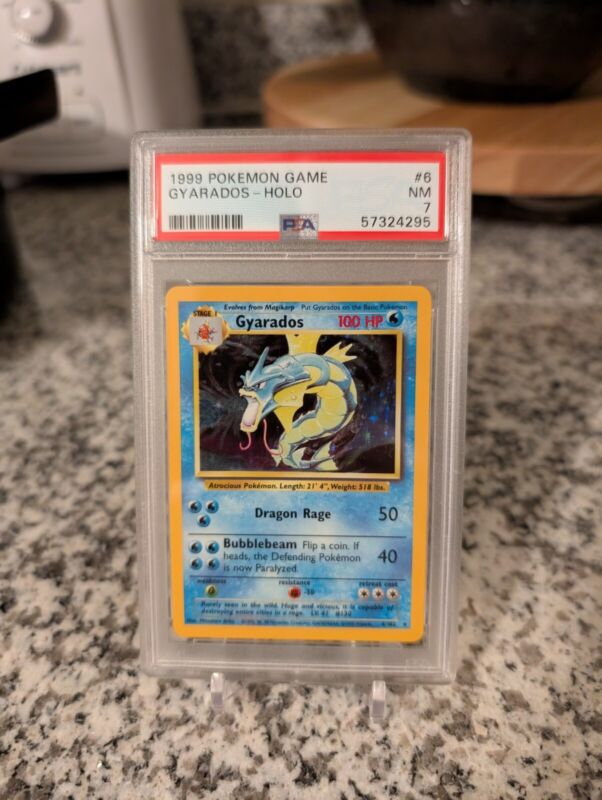 1999 POKEMON GAME #6
GYARADOS - HOLO NM
7
PSA 57324295
Evolves from Magikarp Put Gyarados on the Basic Pokémon
STAGE 1
Gyarados 100 HP
Atrocious Pokémon. Length: 21' 4", Weight: 518 lbs.
Dragon Rage 50
Bubblebeam Flip a coin. If
heads, the Defending Pokémon
is now Paralyzed.
40
weakness resistance retreat cost
-30
Rarely seen in the wild. Huge and vicious, it is capable of
destroying entire cities in a rage. LV. 41 #130